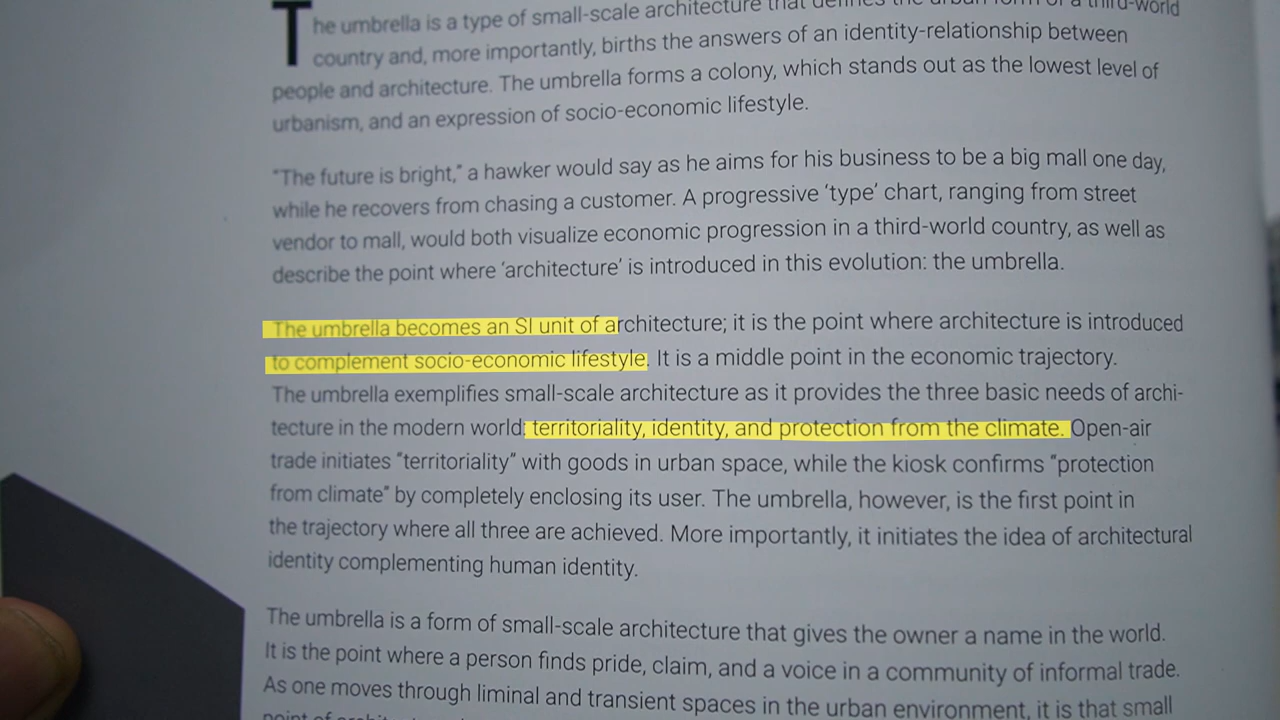 The umbrella is a type of small-scale architecture that defines the urban form of a third-world
country and, more importantly, births the answers of an identity-relationship between
people and architecture. The umbrella forms a colony, which stands out as the lowest level of
urbanism, and an expression of socio-economic lifestyle.
“The future is bright,” a hawker would say as he aims for his business to be a big mall one day,
while he recovers from chasing a customer. A progressive ‘type’ chart, ranging from street
vendor to mall, would both visualize economic progression in a third-world country, as well as
describe the point where ‘architecture’ is introduced in this evolution: the umbrella.
The umbrella becomes an SI unit of architecture; it is the point where architecture is introduced
to complement socio-economic lifestyle. It is a middle point in the economic trajectory.
The umbrella exemplifies small-scale architecture as it provides the three basic needs of archi-
tecture in the modern world: territoriality, identity, and protection from the climate. Open-air
trade initiates “territoriality” with goods in urban space, while the kiosk confirms “protection
from climate” by completely enclosing its user. The umbrella, however, is the first point in
the trajectory where all three are achieved. More importantly, it initiates the idea of architectural
identity complementing human identity.
The umbrella is a form of small-scale architecture that gives the owner a name in the world.
It is the point where a person finds pride, claim, and a voice in a community of informal trade.
As one moves through liminal and transient spaces in the urban environment, it is that small
point of